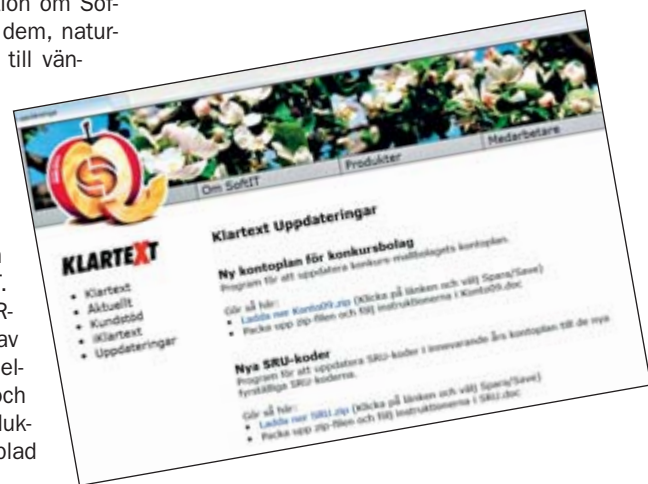 tion om Sof-
dem, natur-
till vän-
Om SoftIT
Produkter
Medarbetare
KLARTEXT
• Klartext
• Aktuellt
• Kundstöd
• iKlartext
• Uppdateringar
Klartext Uppdateringar
Ny kontoplan för konkursbolag
Program för att uppdatera konkurs-mallbolagets kontoplan.
Gör så här:
• Ladda ner Konto09.zip (Klicka på länken och välj Spara/Save)
• Packa upp zip-filen och följ instruktionerna i Konto09.doc
Nya SRU-koder
Program för att uppdatera SRU-koder i innevarande års kontoplan till de nya
fyrställiga SRU-koderna.
Gör så här:
• Ladda ner SRU.zip (Klicka på länken och välj Spara/Save)
• Packa upp zip-filen och följ instruktionerna i SRU.doc
T.
R-
av
el-
och
duk-
blad